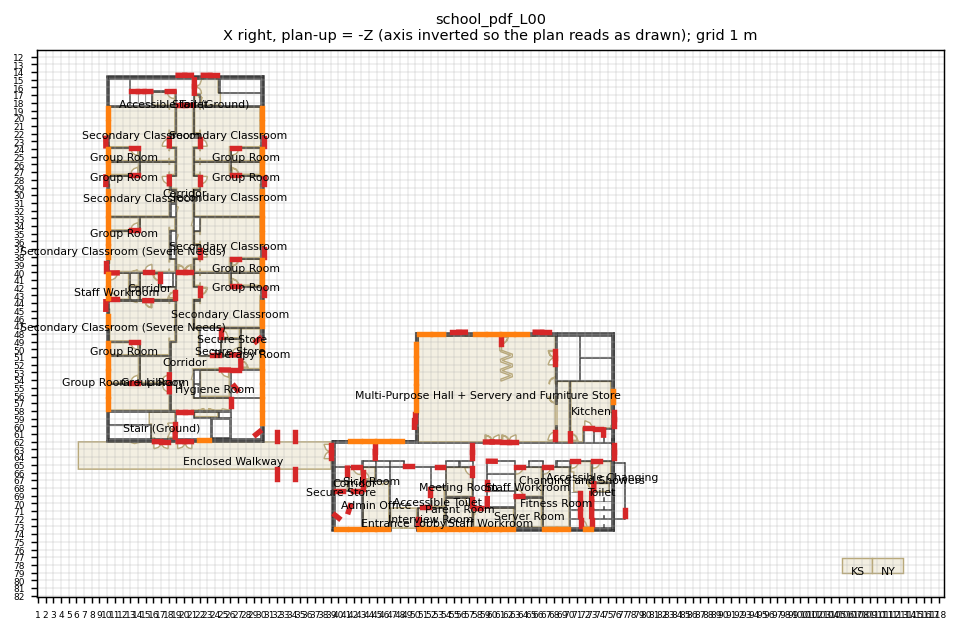 school_pdf_L00
X right, plan-up = -Z (axis inverted so the plan reads as drawn); grid 1 m
Accessible Toilet
Stair (Ground)
Secondary Classroom
Secondary Classroom
Group Room
Group Room
Group Room
Group Room
Corridor
Secondary Classroom
Secondary Classroom
Group Room
Secondary Classroom
Secondary Classroom (Severe Needs)
Group Room
Corridor
Group Room
Staff Workroom
Secondary Classroom
Secondary Classroom (Severe Needs)
Secure Store
Group Room
Secure Store
Therapy Room
Corridor
Group Room
Library
Hygiene Room
Multi-Purpose Hall + Servery and Furniture Store
Kitchen
Stair (Ground)
Enclosed Walkway
Accessible Changing
Changing and Showers
Sick Room
Corridor
Meeting Room
Staff Workroom
Secure Store
Toilet
Accessible Toilet
Fitness Room
Admin Office
Parent Room
Server Room
Interview Room
Entrance Lobby
Staff Workroom
KS
NY